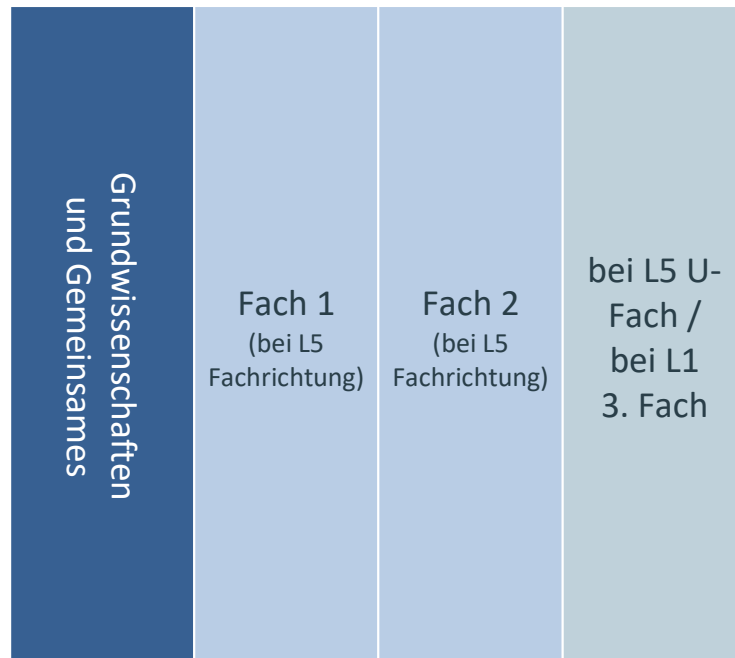 Grundwissenschaften
und Gemeinsames
Fach 1
(bei L5
Fachrichtung)
Fach 2
(bei L5
Fachrichtung)
bei L5 U-
Fach /
bei L1
3. Fach